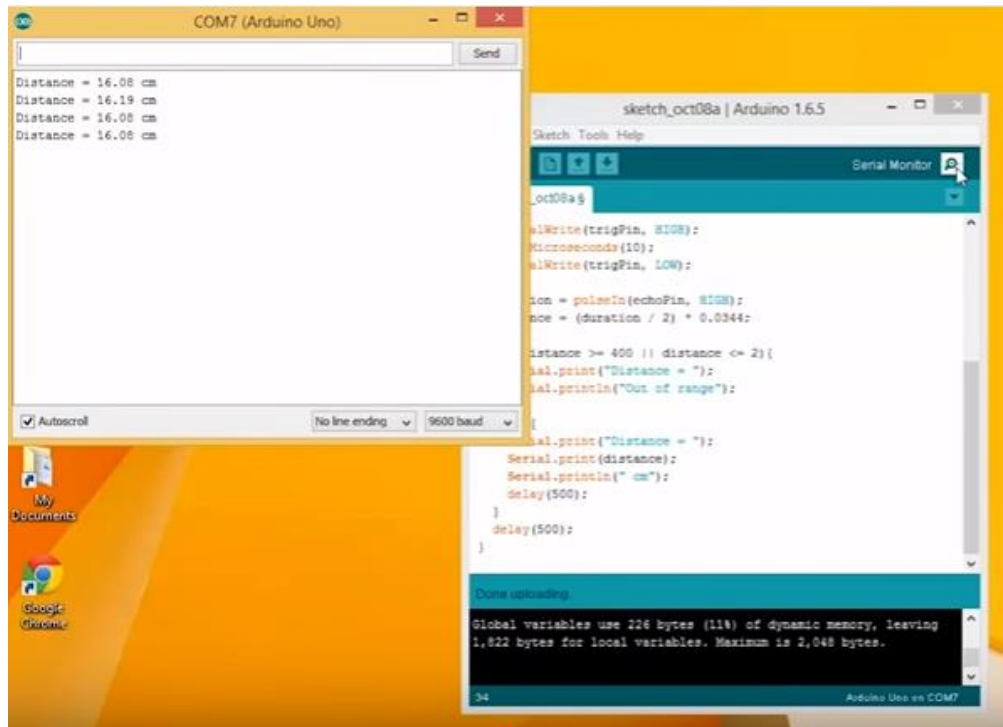 COM7 (Arduino Uno)
Send
Distance = 16.08 cm
Distance = 16.19 cm
Distance = 16.08 cm
Distance = 16.08 cm
Autoscroll
No line ending
9600 baud
My
Documents
Google
Chrome
sketch_oct08a | Arduino 1.6.5
Sketch Tools Help
Serial Monitor
_oct08a §
alWrite(trigPin, HIGH);
Microseconds(10);
alWrite(trigPin, LOW);
ion = pulseIn(echoPin, HIGH);
nce = (duration / 2) * 0.0344;
istance >= 400 || distance <= 2){
ial.print("Distance = ");
ial.println("Out of range");
{
ial.print("Distance = ");
Serial.print(distance);
Serial.println(" cm");
delay(500);
}
delay(500);
}
Done uploading.
Global variables use 226 bytes (11%) of dynamic memory, leaving
1,822 bytes for local variables. Maximum is 2,048 bytes.
34
Arduino Uno on COM7